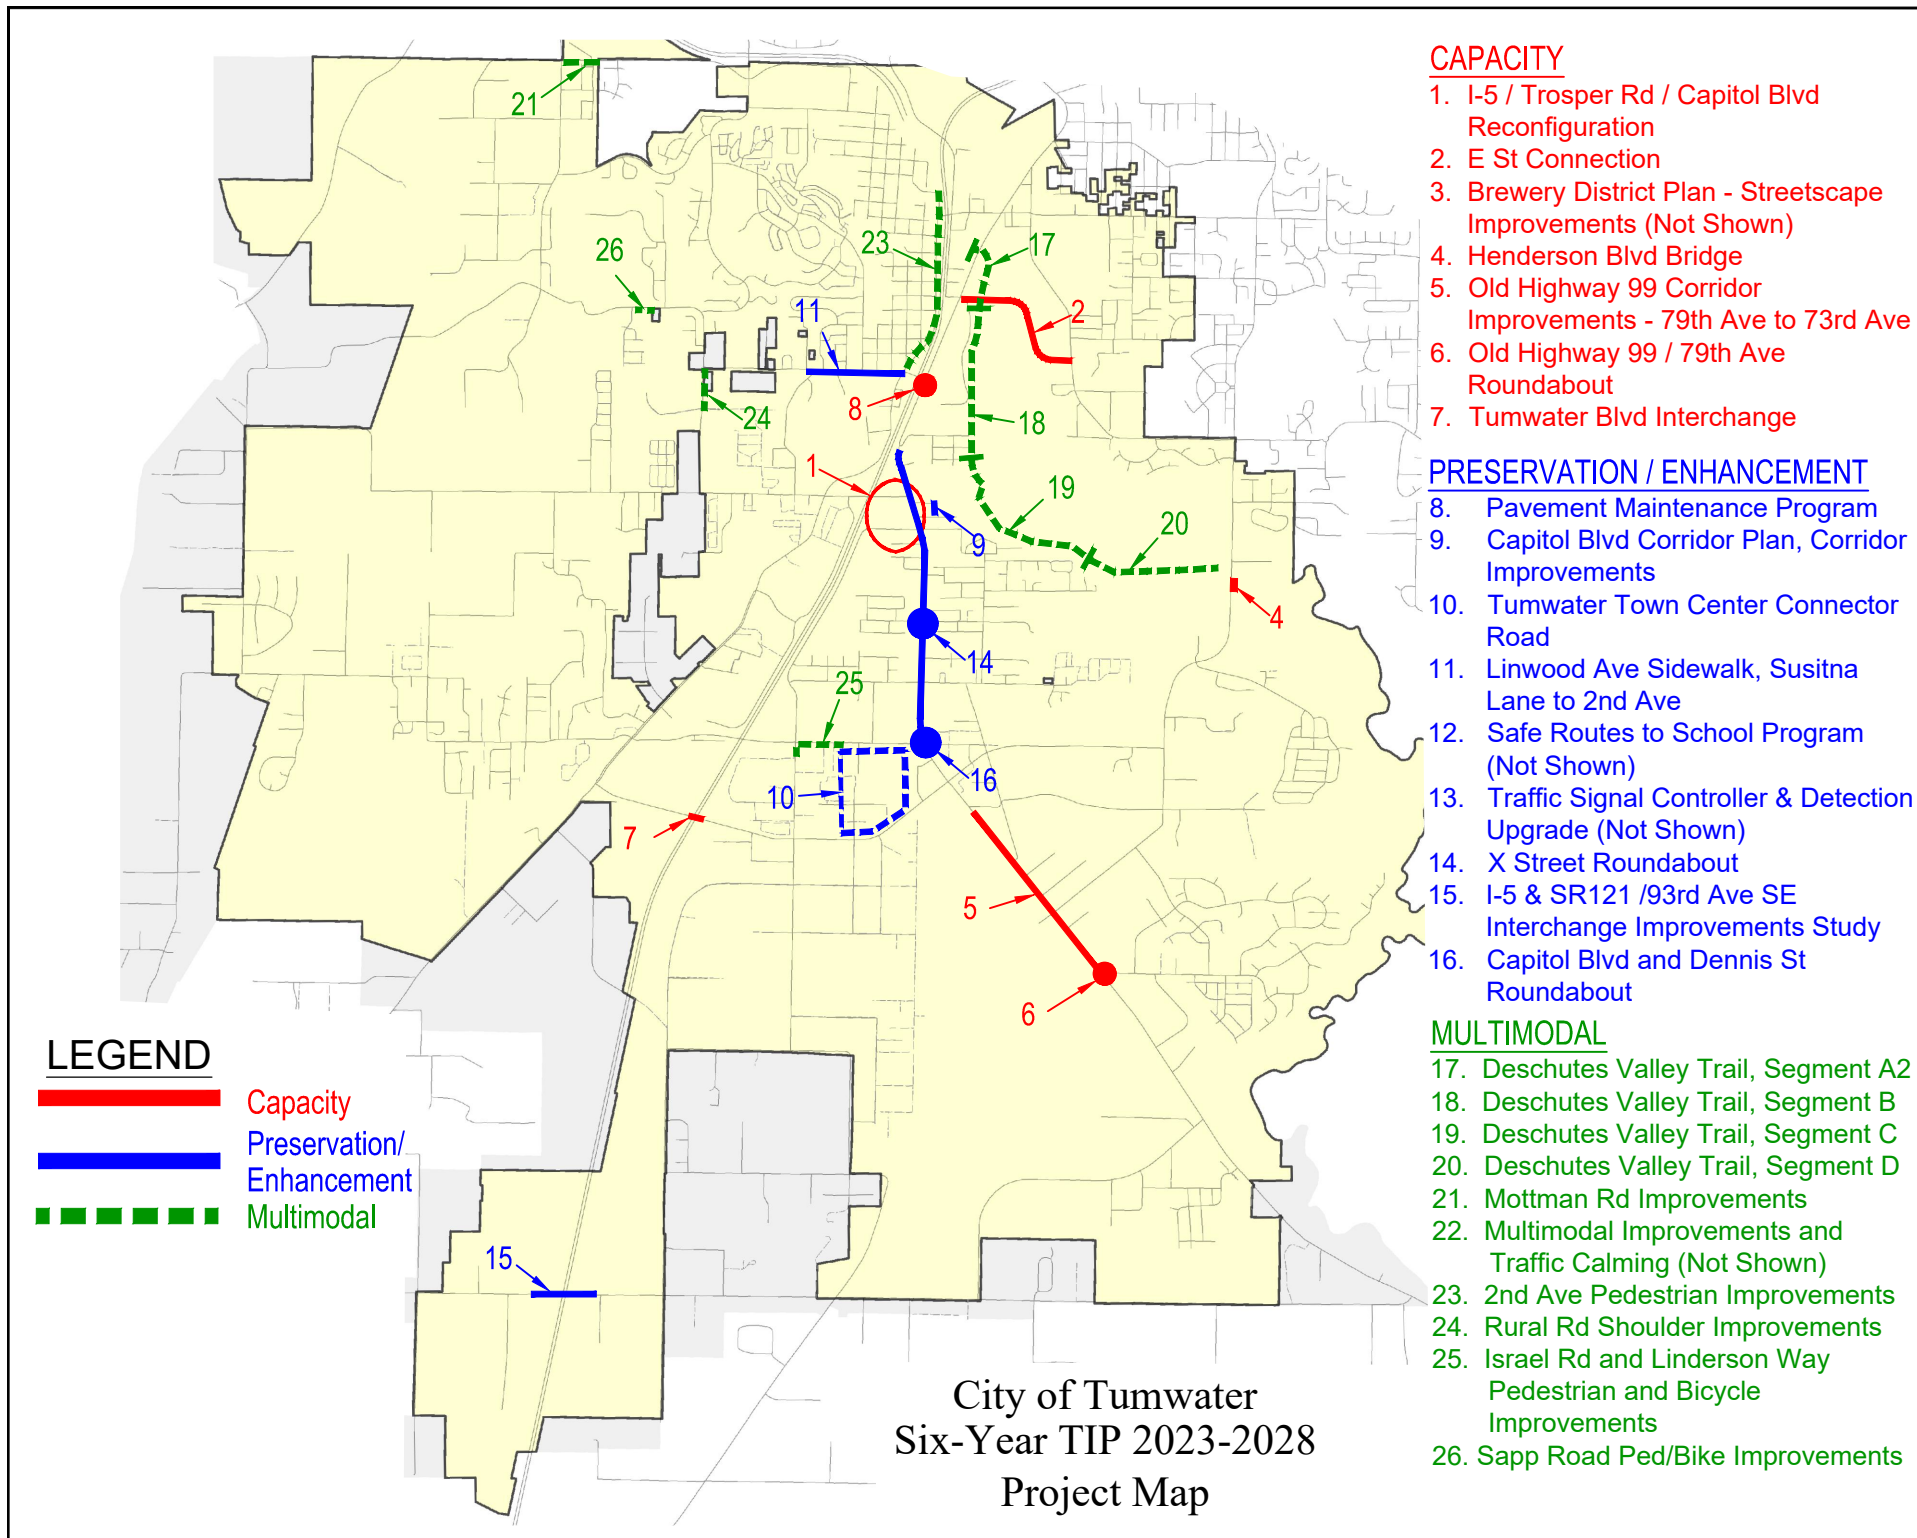 21
26
23
17
11
2
8
24
18
1
19
20
9
4
14
25
10
16
7
5
6
15
LEGEND
Capacity
Preservation/
Enhancement
Multimodal
City of Tumwater
Six-Year TIP 2023-2028
Project Map
CAPACITY
1. I-5 / Trosper Rd / Capitol Blvd
Reconfiguration
2. E St Connection
3. Brewery District Plan - Streetscape
Improvements (Not Shown)
4. Henderson Blvd Bridge
5. Old Highway 99 Corridor
Improvements - 79th Ave to 73rd Ave
6. Old Highway 99 / 79th Ave
Roundabout
7. Tumwater Blvd Interchange
PRESERVATION / ENHANCEMENT
8. Pavement Maintenance Program
9. Capitol Blvd Corridor Plan, Corridor
Improvements
10. Tumwater Town Center Connector
Road
11. Linwood Ave Sidewalk, Susitna
Lane to 2nd Ave
12. Safe Routes to School Program
(Not Shown)
13. Traffic Signal Controller & Detection
Upgrade (Not Shown)
14. X Street Roundabout
15. I-5 & SR121 /93rd Ave SE
Interchange Improvements Study
16. Capitol Blvd and Dennis St
Roundabout
MULTIMODAL
17. Deschutes Valley Trail, Segment A2
18. Deschutes Valley Trail, Segment B
19. Deschutes Valley Trail, Segment C
20. Deschutes Valley Trail, Segment D
21. Mottman Rd Improvements
22. Multimodal Improvements and
Traffic Calming (Not Shown)
23. 2nd Ave Pedestrian Improvements
24. Rural Rd Shoulder Improvements
25. Israel Rd and Linderson Way
Pedestrian and Bicycle
Improvements
26. Sapp Road Ped/Bike Improvements